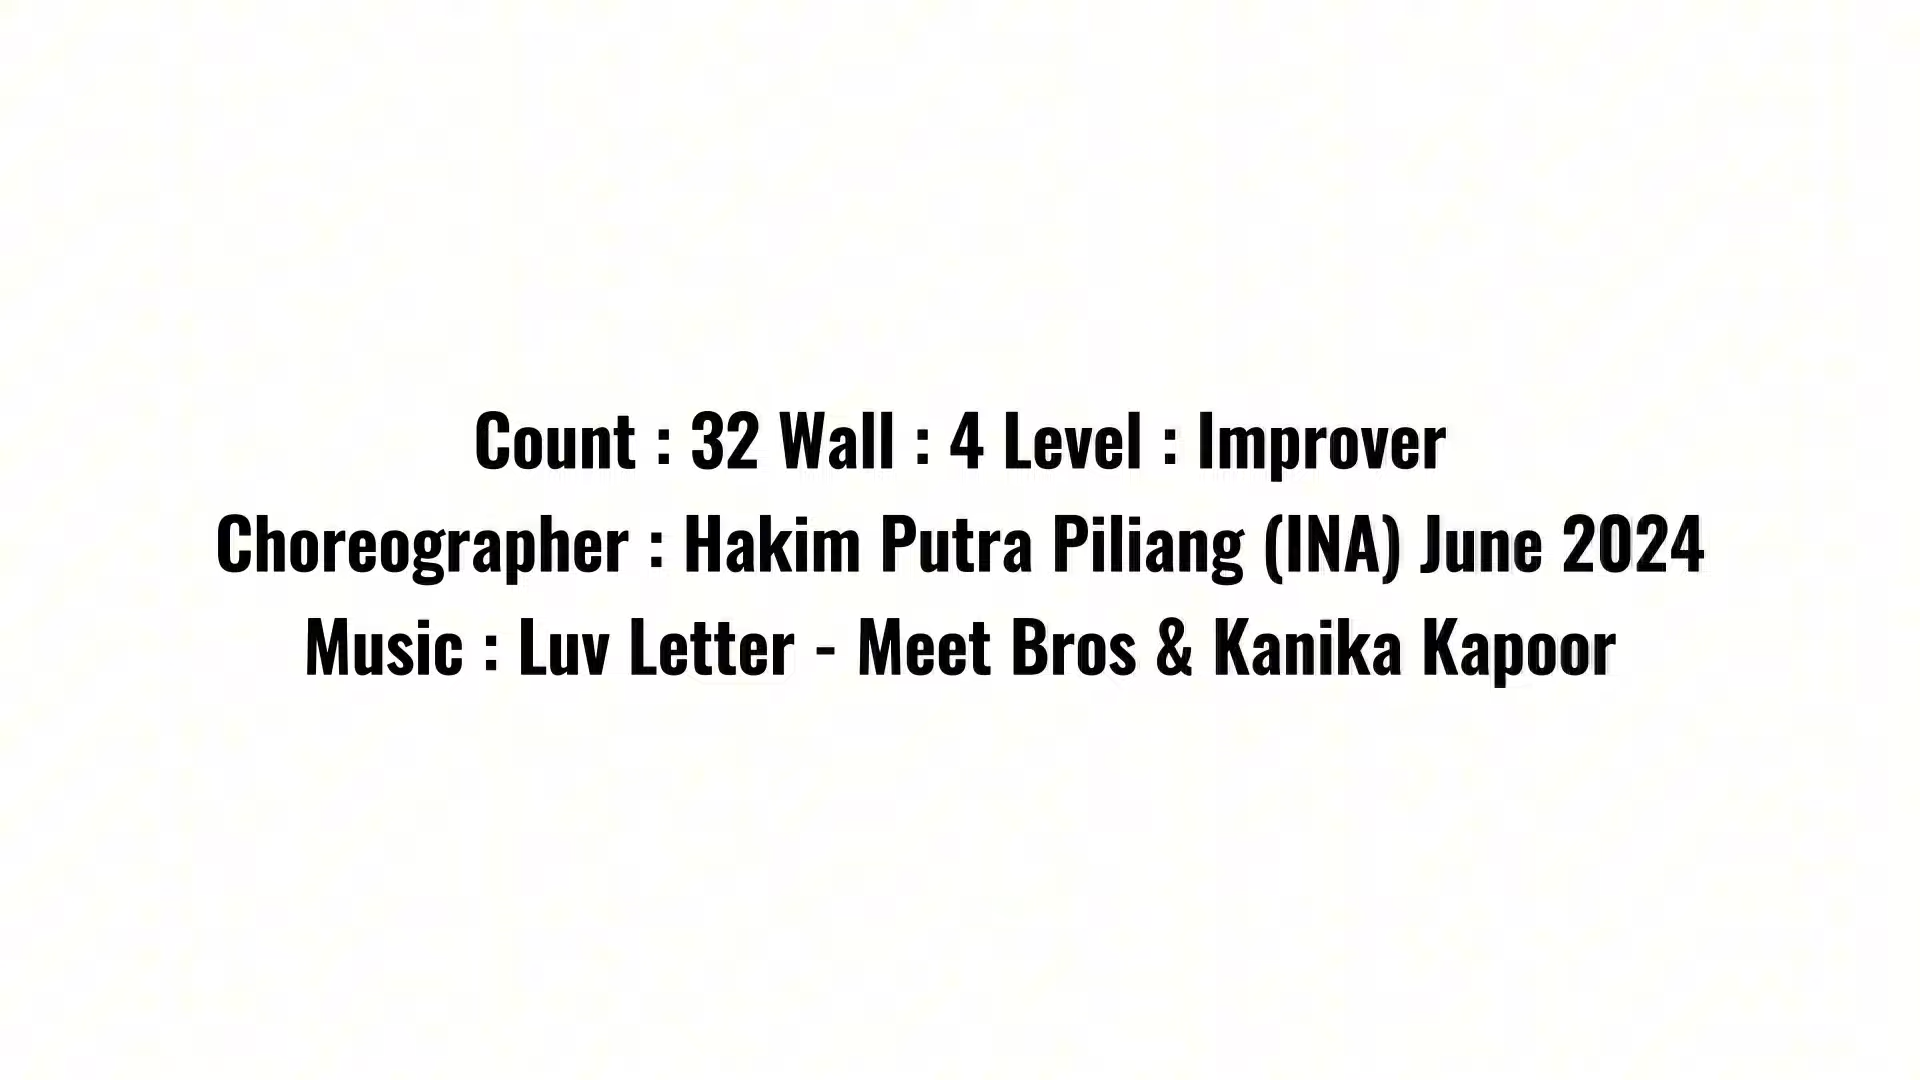 Count : 32 Wall : 4 Level : Improver
Choreographer : Hakim Putra Piliang (INA) June 2024
Music : Luv Letter - Meet Bros & Kanika Kapoor